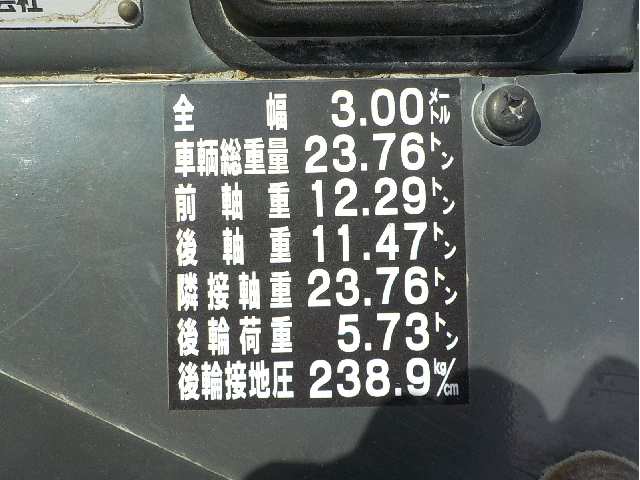 会社
全幅 3.00メートル
車輌総重量 23.76トン
前軸重 12.29トン
後軸重 11.47トン
隣接軸重 23.76トン
後輪荷重 5.73トン
後輪接地圧 238.9kg/cm